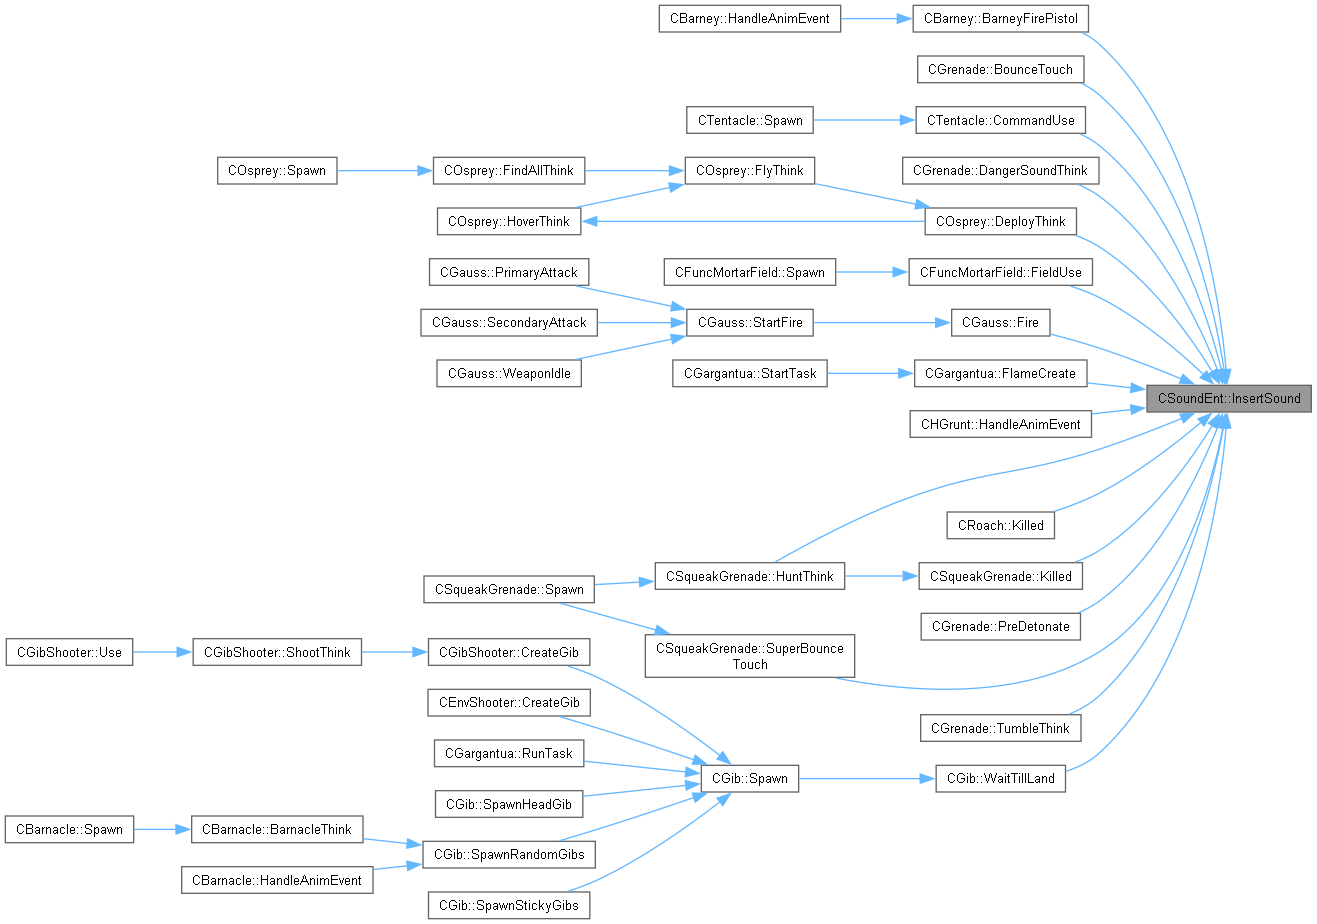 CBarney::HandleAnimEvent
CBarney::BarneyFirePistol
CGrenade::BounceTouch
CTentacle::Spawn
CTentacle::CommandUse
COsprey::Spawn
COsprey::FindAllThink
COsprey::FlyThink
CGrenade::DangerSoundThink
COsprey::HoverThink
COsprey::DeployThink
CGauss::PrimaryAttack
CFuncMortarField::Spawn
CFuncMortarField::FieldUse
CGauss::SecondaryAttack
CGauss::StartFire
CGauss::Fire
CGauss::WeaponIdle
CGargantua::StartTask
CGargantua::FlameCreate
CSoundEnt::InsertSound
CHGrunt::HandleAnimEvent
CRoach::Killed
CSqueakGrenade::Spawn
CSqueakGrenade::HuntThink
CSqueakGrenade::Killed
CGrenade::PreDetonate
CGibShooter::Use
CGibShooter::ShootThink
CGibShooter::CreateGib
CSqueakGrenade::SuperBounce
Touch
CEnvShooter::CreateGib
CGrenade::TumbleThink
CGargantua::RunTask
CGib::Spawn
CGib::WaitTillLand
CGib::SpawnHeadGib
CBarnacle::Spawn
CBarnacle::BarnacleThink
CGib::SpawnRandomGibs
CBarnacle::HandleAnimEvent
CGib::SpawnStickyGibs